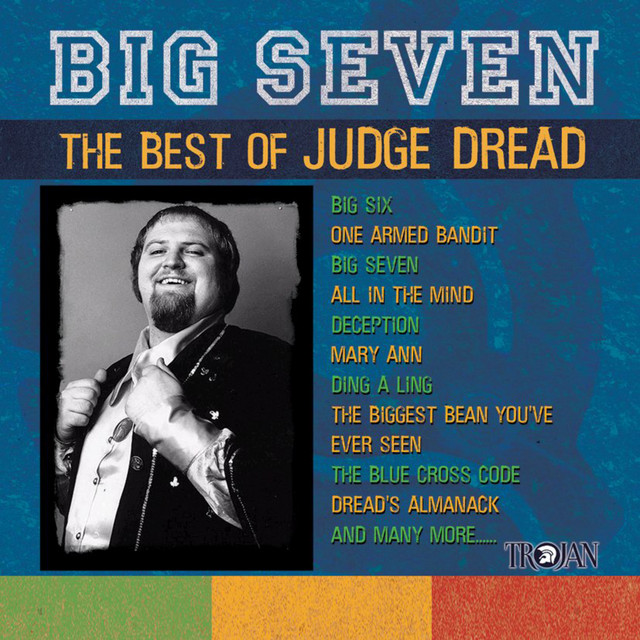 BIG SEVEN
THE BEST OF JUDGE DREAD
BIG SIX
ONE ARMED BANDIT
BIG SEVEN
ALL IN THE MIND
DECEPTION
MARY ANN
DING A LING
THE BIGGEST BEAN YOU'VE
EVER SEEN
THE BLUE CROSS CODE
DREAD'S ALMANACK
AND MANY MORE......
TROJAN